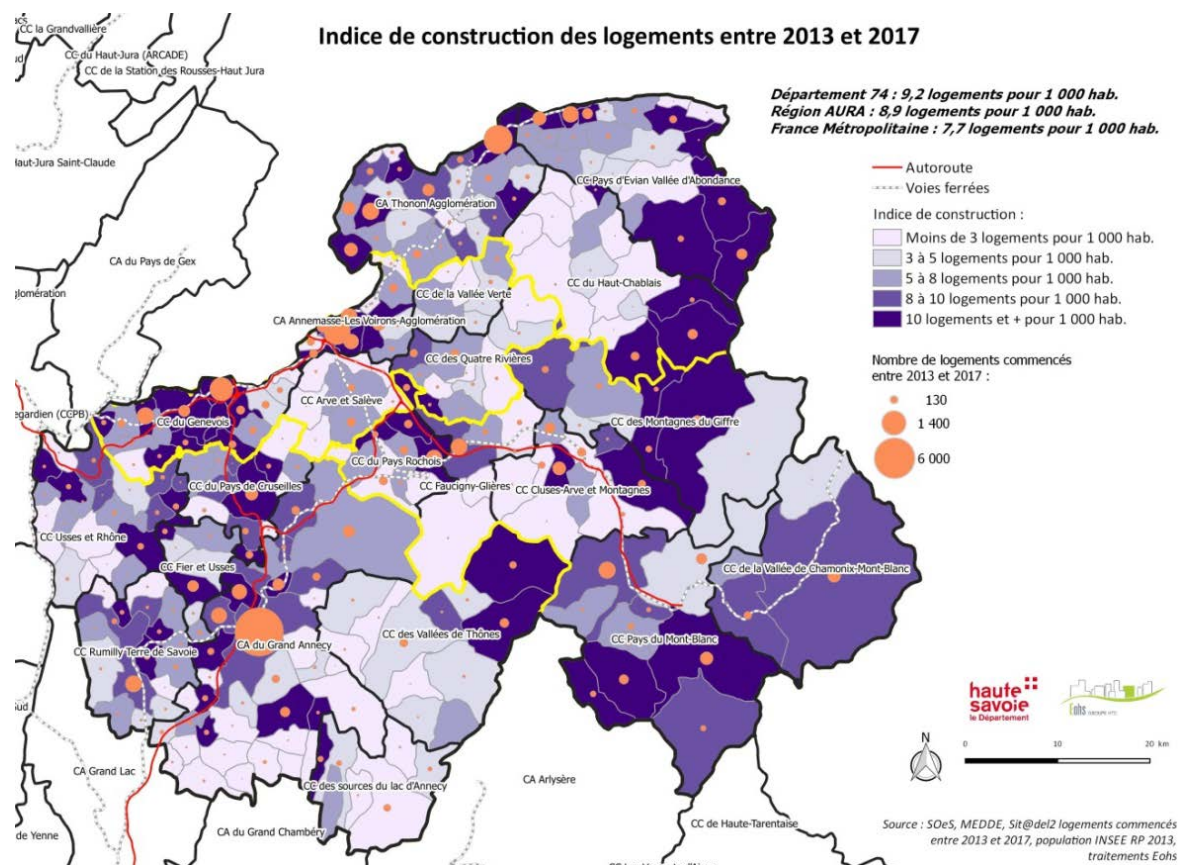 Indice de construction des logements entre 2013 et 2017
CC la Grandvallière
CC du Haut-Jura (ARCADE)
CC de la Station des Rousses-Haut Jura
Département 74 : 9,2 logements pour 1 000 hab.
Région AURA : 8,9 logements pour 1 000 hab.
France Métropolitaine : 7,7 logements pour 1 000 hab.
Haut-Jura Saint-Claude
Autoroute
Voies ferrées
Indice de construction :
Moins de 3 logements pour 1 000 hab.
3 à 5 logements pour 1 000 hab.
5 à 8 logements pour 1 000 hab.
8 à 10 logements pour 1 000 hab.
10 logements et + pour 1 000 hab.
Nombre de logements commencés
entre 2013 et 2017 :
130
1 400
6 000
CC Pays d'Evian Vallée d'Abondance
CA Thonon Agglomération
CA du Pays de Gex
CC du Haut-Chablais
CC de la Vallée Verte
CA Annemasse-Les Voirons-Agglomération
CC des Quatre Rivières
CC Arve et Salève
CC du Genevois
CC des Montagnes du Giffre
CC du Pays Rochois
CC Faucigny-Glières
CC Cluses-Arve et Montagnes
CC du Pays de Cruseilles
CC Usses et Rhône
CC Fier et Usses
CC de la Vallée de Chamonix-Mont-Blanc
CC des Vallées de Thônes
CC Pays du Mont-Blanc
CA du Grand Annecy
CC Rumilly Terre de Savoie
CC des sources du lac d'Annecy
CA Grand Lac
CA Arlysère
CA du Grand Chambéry
CC de Haute-Tarentaise
de Yenne
haute
savoie
le Département
Eohs
N
0 10 20 km
Source : SOeS, MEDDE, Sit@del2 logements commencés
entre 2013 et 2017, population INSEE RP 2013,
traitements Eohs